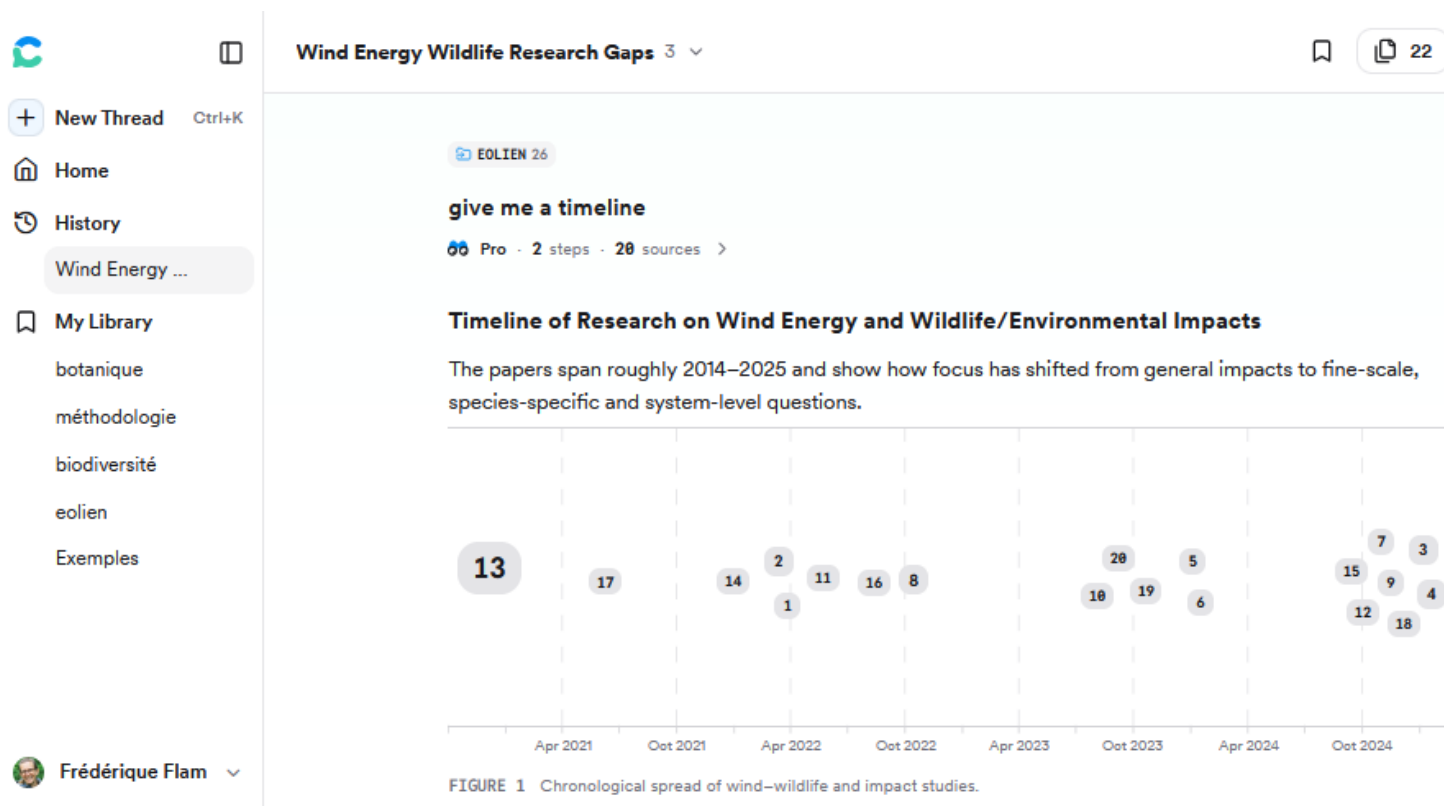 Wind Energy Wildlife Research Gaps 3
22
New Thread Ctrl+K
Home
History
Wind Energy ...
My Library
botanique
méthodologie
biodiversité
eolien
Exemples
Frédérique Flam
EOLIEN 26
give me a timeline
Pro · 2 steps · 20 sources
Timeline of Research on Wind Energy and Wildlife/Environmental Impacts
The papers span roughly 2014–2025 and show how focus has shifted from general impacts to fine-scale,
species-specific and system-level questions.
13
17
14
2
1
11
16
8
20
10
19
5
6
7
3
15
9
4
12
18
Apr 2021 Oct 2021 Apr 2022 Oct 2022 Apr 2023 Oct 2023 Apr 2024 Oct 2024
FIGURE 1 Chronological spread of wind–wildlife and impact studies.